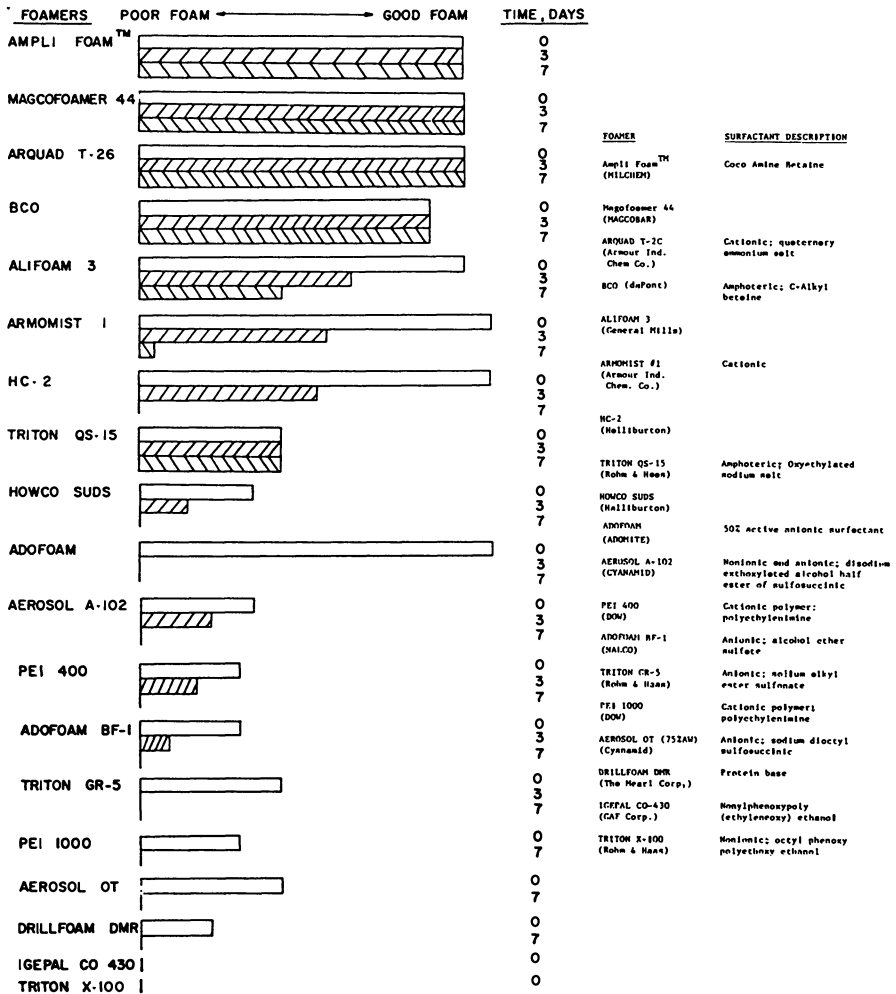 FOAMERS POOR FOAM GOOD FOAM TIME, DAYS
AMPLI FOAM™ 0
3
7
MAGCOFOAMER 44 0
3
7
ARQUAD T-26 0
3
7
BCO 0
3
7
ALIFOAM 3 0
3
7
ARMOMIST 1 0
3
7
HC-2 0
3
7
TRITON QS-15 0
3
7
HOWCO SUDS 0
3
7
ADOFOAM 0
3
7
AEROSOL A-102 0
3
7
PEI 400 0
3
7
ADOFOAM BF-1 0
3
7
TRITON GR-5 0
3
7
PEI 1000 0
7
AEROSOL OT 0
7
DRILLFOAM DMR 0
7
IGEPAL CO 430 0
TRITON X-100 0
FOAMER SURFACTANT DESCRIPTION
Ampli Foam™ Coco Amine Betaine
(MILCHEM)
Magofoamer 44
(MAGCOBAR)
ARQUAD T-2C Cationic; quaternary
(Armour Ind. ammonium salt
Chem Co.)
BCO (duPont) Amphoteric; C-Alkyl
betaine
ALIFOAM 3
(General Mills)
ARMOMIST #1 Cationic
(Armour Ind.
Chem. Co.)
HC-2
(Halliburton)
TRITON QS-15 Amphoteric; Oxyethylated
(Rohm & Haas) sodium salt
HOWCO SUDS
(Halliburton)
ADOFOAM 50% active anionic surfactant
(ADOMITE)
AEROSOL A-102 Nonionic and anionic; disodium
(CYANAMID) exthoxylated alcohol half
ester of sulfosuccinic
PEI 400 Cationic polymer;
(DOW) polyethylenimine
ADOFOAM BF-1 Anionic; alcohol ether
(NALCO) sulfate
TRITON GR-5 Anionic; sodium alkyl
(Rohm & Haas) ester sulfonate
PEI 1000 Cationic polymer;
(DOW) polyethylenimine
AEROSOL OT (75%AW) Anionic; sodium dioctyl
(Cyanamid) sulfosuccinic
DRILLFOAM DMR Protein base
(The Mearl Corp,)
IGEPAL CO-430 Nonylphenoxypoly
(GAF Corp.) (ethyleneoxy) ethanol
TRITON X-100 Nonionic; octyl phenoxy
(Rohm & Haas) polyethoxy ethanol